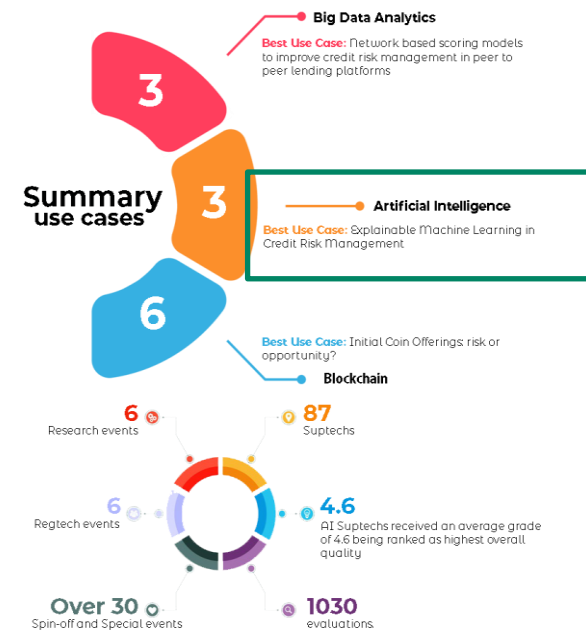 Big Data Analytics
Best Use Case: Network based scoring models
to improve credit risk management in peer to
peer lending platforms
3
Summary
use cases
3
Artificial Intelligence
Best Use Case: Explainable Machine Learning in
Credit Risk Management
6
Best Use Case: Initial Coin Offerings: risk or
opportunity?
Blockchain
6
Research events
87
Suptechs
6
Regtech events
4.6
AI Suptechs received an average grade
of 4.6 being ranked as highest overall
quality
Over 30
Spin-off and Special events
1030
evaluations.